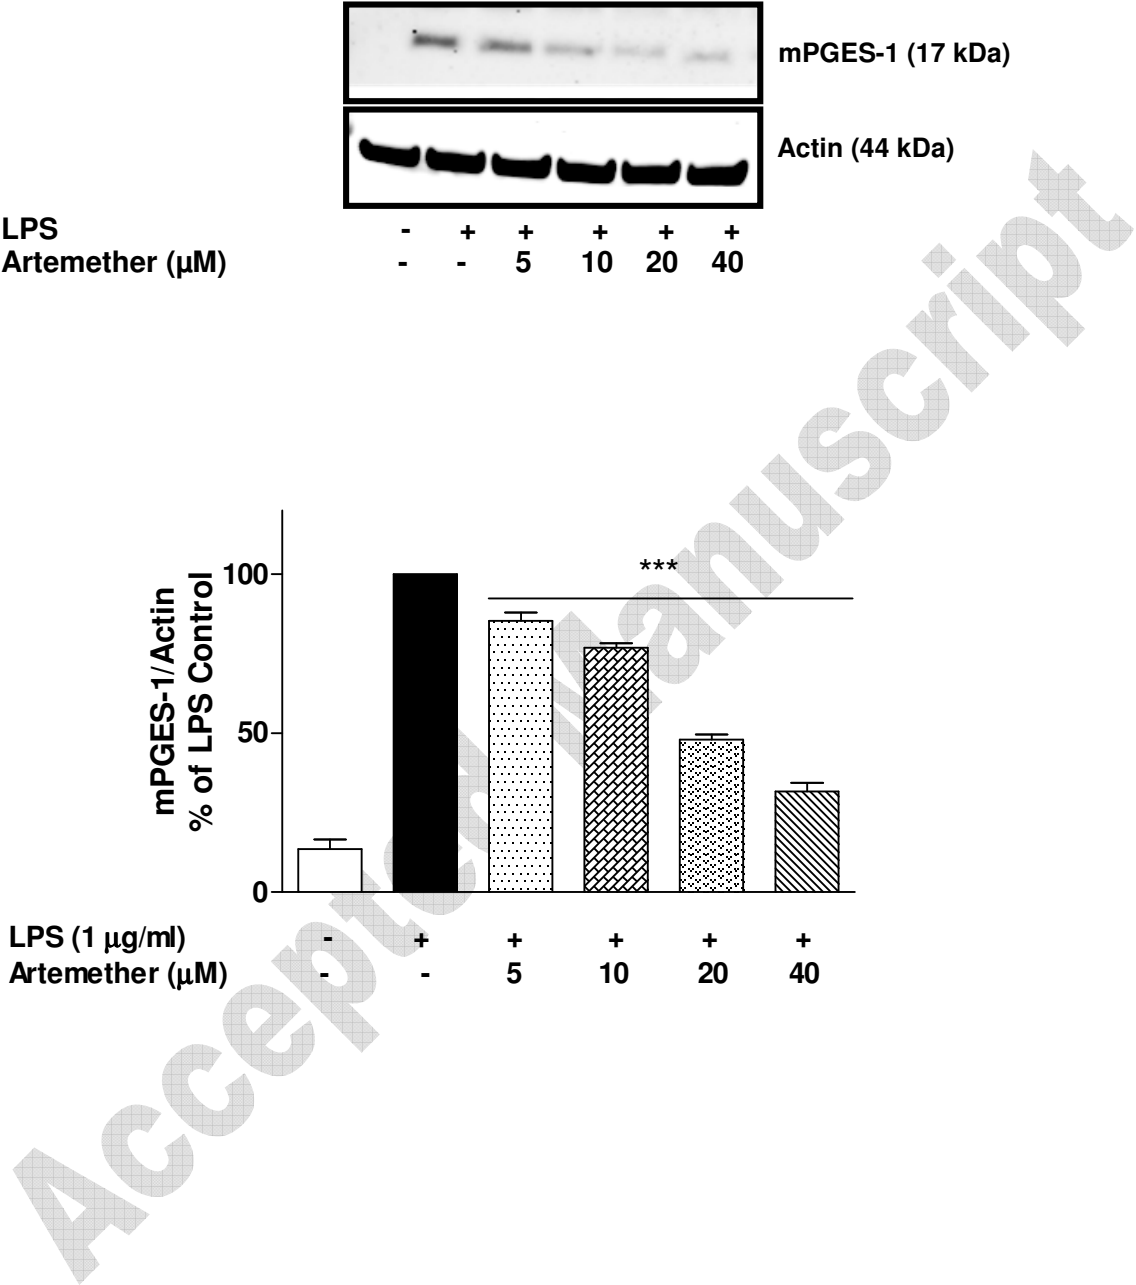 mPGES-1 (17 kDa)
Actin (44 kDa)
LPS - + + + + +
Artemether (µM) - - 5 10 20 40
***
mPGES-1/Actin
% of LPS Control
100
50
0
LPS (1 µg/ml) - + + + + +
Artemether (µM) - - 5 10 20 40
Accepted Manuscript